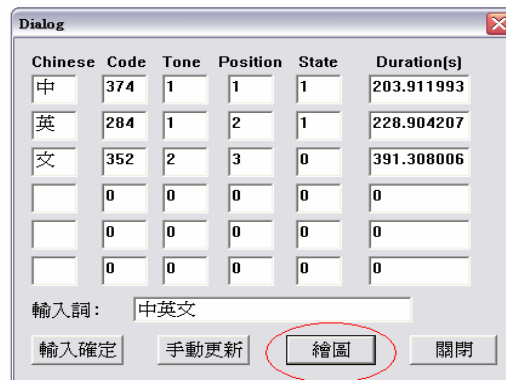 Dialog
Chinese Code Tone Position State Duration(s)
中 374 1 1 1 203.911993
英 284 1 2 1 228.904207
文 352 2 3 0 391.308006
0 0 0 0 0
0 0 0 0 0
0 0 0 0 0
輸入詞： 中英文
輸入確定 手動更新 繪圖 關閉